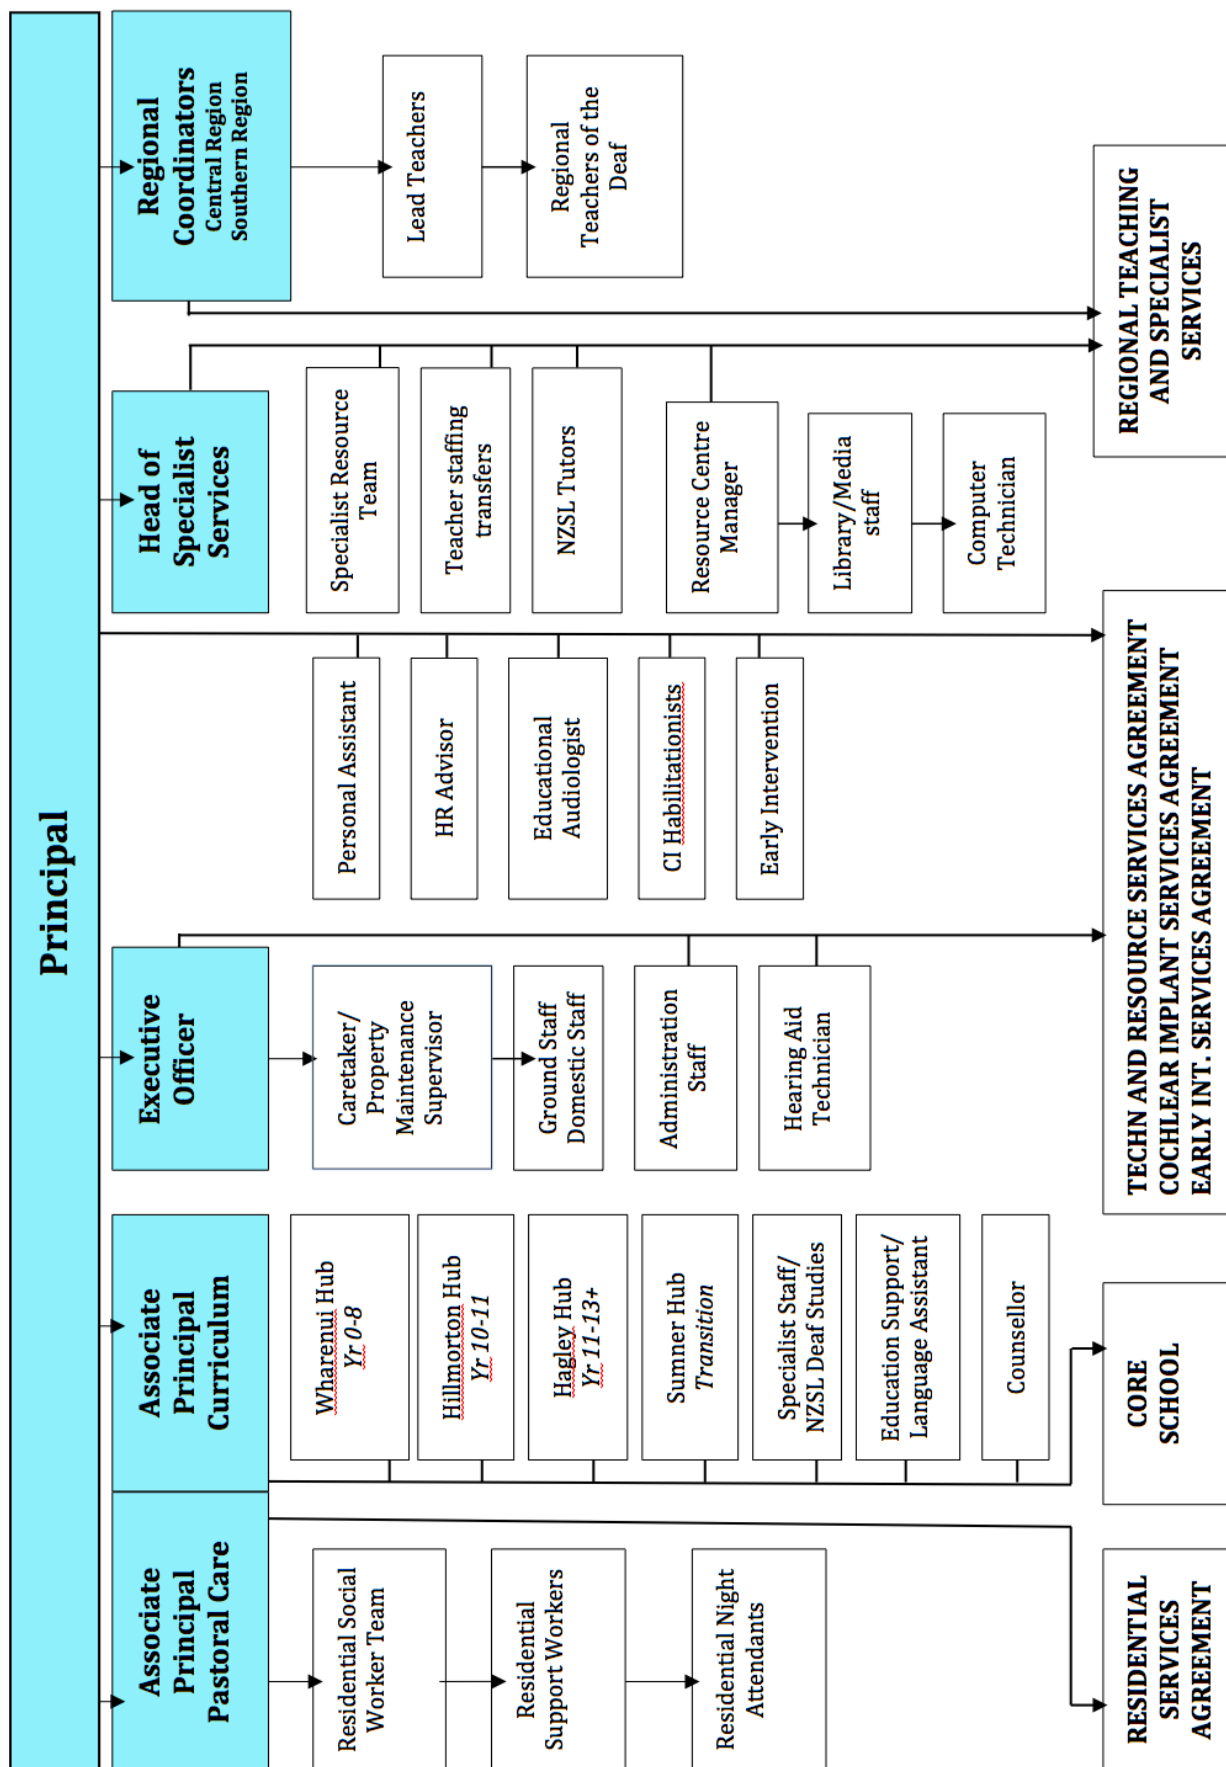 Principal
Associate
Principal
Pastoral Care
Residential Social
Worker Team
Residential
Support Workers
Residential Night
Attendants
RESIDENTIAL
SERVICES
AGREEMENT
Associate
Principal
Curriculum
Wharenui Hub
Yr 0-8
Hillmorton Hub
Yr 10-11
Hagley Hub
Yr 11-13+
Sumner Hub
Transition
Specialist Staff/
NZSL Deaf Studies
Education Support/
Language Assistant
Counsellor
CORE
SCHOOL
Executive
Officer
Caretaker/
Property
Maintenance
Supervisor
Ground Staff
Domestic Staff
Administration
Staff
Hearing Aid
Technician
Personal Assistant
HR Advisor
Educational
Audiologist
CI Habilitationists
Early Intervention
TECHN AND RESOURCE SERVICES AGREEMENT
COCHLEAR IMPLANT SERVICES AGREEMENT
EARLY INT. SERVICES AGREEMENT
Head of
Specialist
Services
Specialist Resource
Team
Teacher staffing
transfers
NZSL Tutors
Resource Centre
Manager
Library/Media
staff
Computer
Technician
Regional
Coordinators
Central Region
Southern Region
Lead Teachers
Regional
Teachers of the
Deaf
REGIONAL TEACHING
AND SPECIALIST
SERVICES